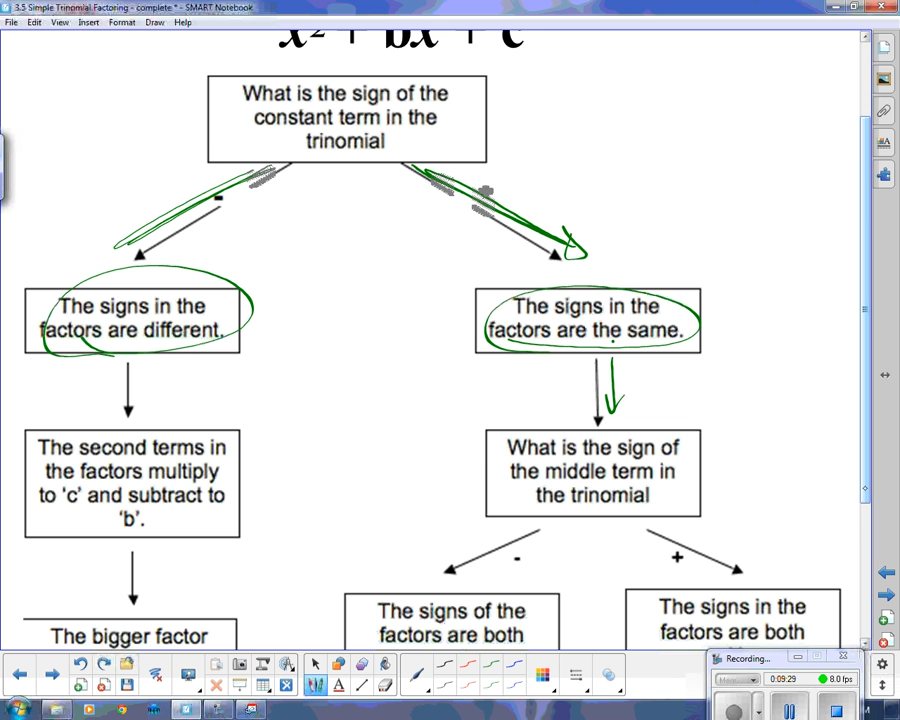 3.5 Simple Trinomial Factoring - complete * - SMART Notebook
File Edit View Insert Format Draw Help
x² + bx + c
What is the sign of the
constant term in the
trinomial
-
The signs in the
factors are different.
The signs in the
factors are the same.
The second terms in
the factors multiply
to 'c' and subtract to
'b'.
What is the sign of
the middle term in
the trinomial
-
+
The bigger factor
The signs of the
factors are both
The signs in the
factors are both
Recording...
0:09:29
8.0 fps